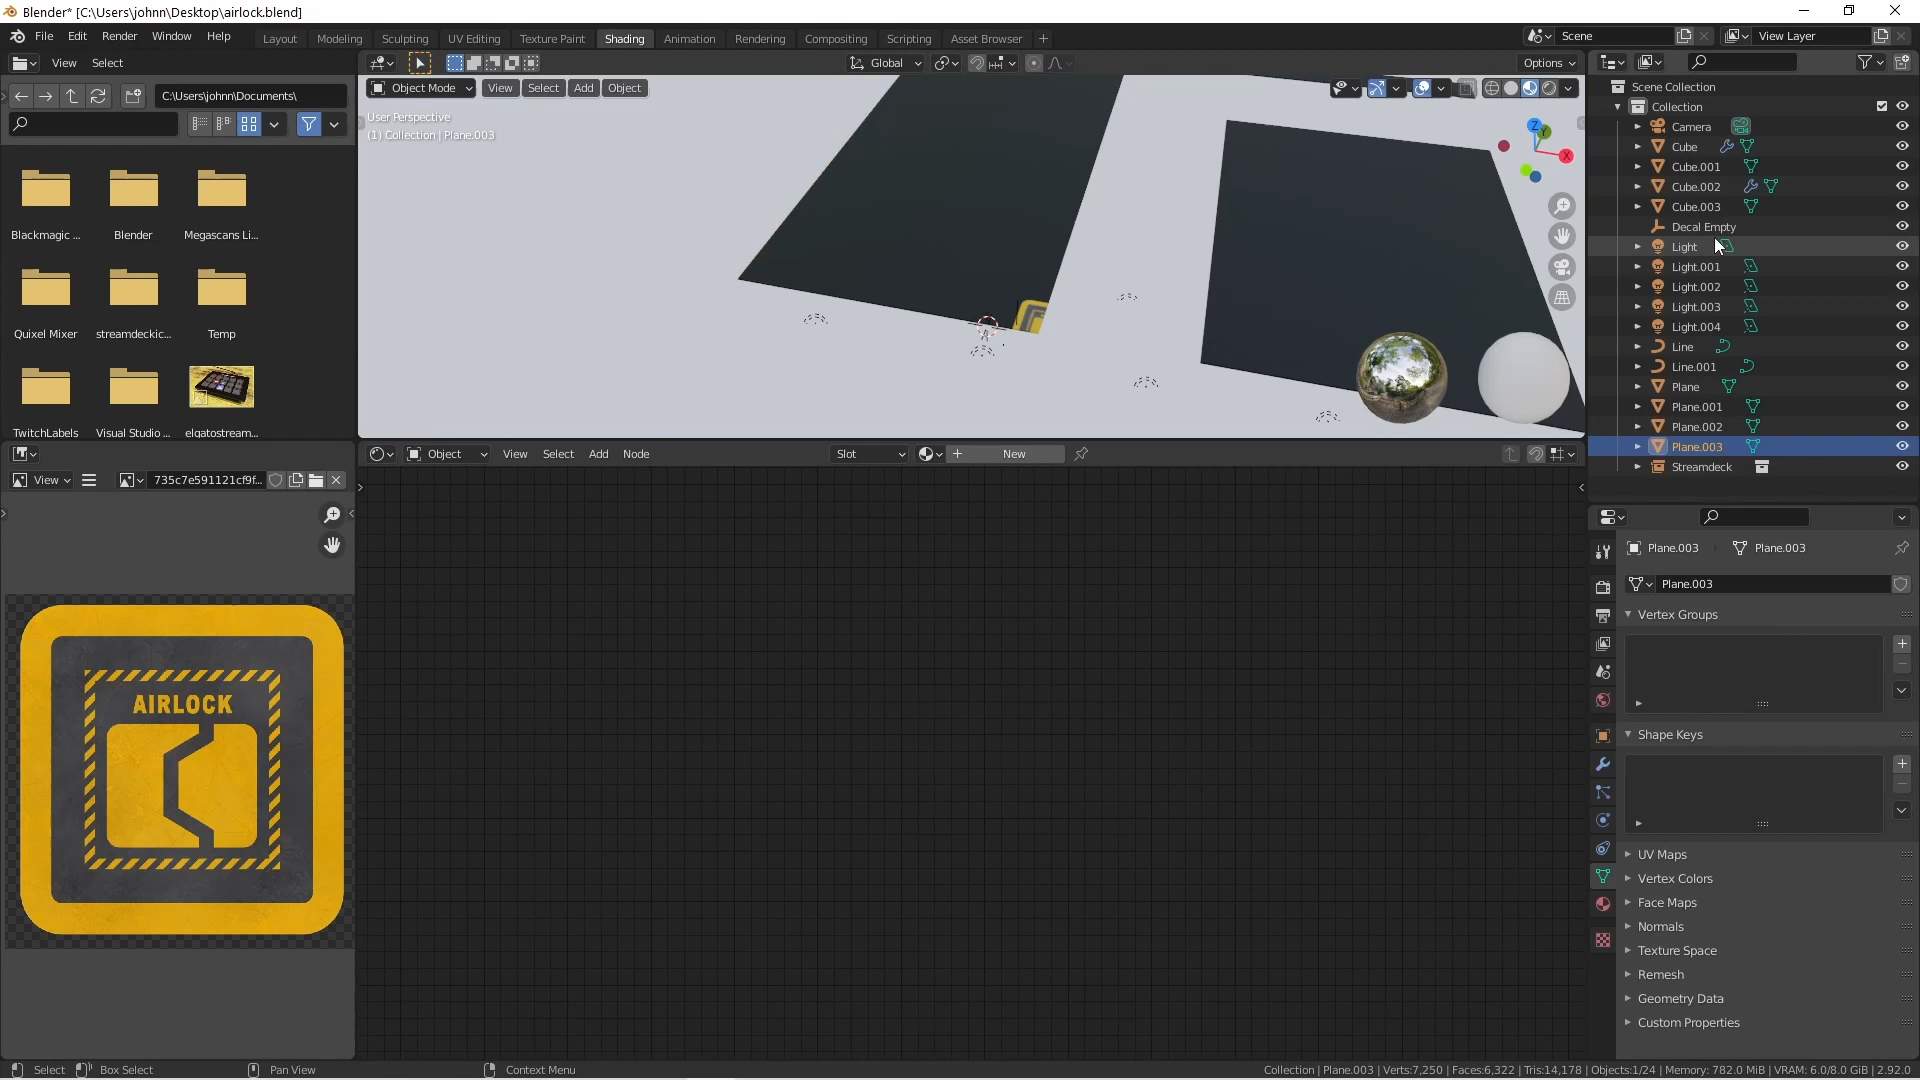 Blender* [C:\Users\johnn\Desktop\airlock.blend]
File Edit Render Window Help
Layout Modeling Sculpting UV Editing Texture Paint Shading Animation Rendering Compositing Scripting Asset Browser
Scene
View Layer
View Select
Global
Options
C:\Users\johnn\Documents\
Object Mode View Select Add Object
User Perspective
(1) Collection | Plane.003
Z
Y
X
Blackmagic ...
Blender
Megascans Li...
Quixel Mixer
streamdeckic...
Temp
TwitchLabels
Visual Studio ...
elgatostream...
Scene Collection
Collection
Camera
Cube
Cube.001
Cube.002
Cube.003
Decal Empty
Light
Light.001
Light.002
Light.003
Light.004
Line
Line.001
Plane
Plane.001
Plane.002
Plane.003
Streamdeck
Object View Select Add Node
Slot
New
View
735c7e591121cf9f...
AIRLOCK
Plane.003
Plane.003
Plane.003
Vertex Groups
Shape Keys
UV Maps
Vertex Colors
Face Maps
Normals
Texture Space
Remesh
Geometry Data
Custom Properties
Select Box Select Pan View Context Menu
Collection | Plane.003 | Verts:7,250 | Faces:6,322 | Tris:14,178 | Objects:1/24 | Memory: 782.0 MiB | VRAM: 6.0/8.0 GiB | 2.92.0